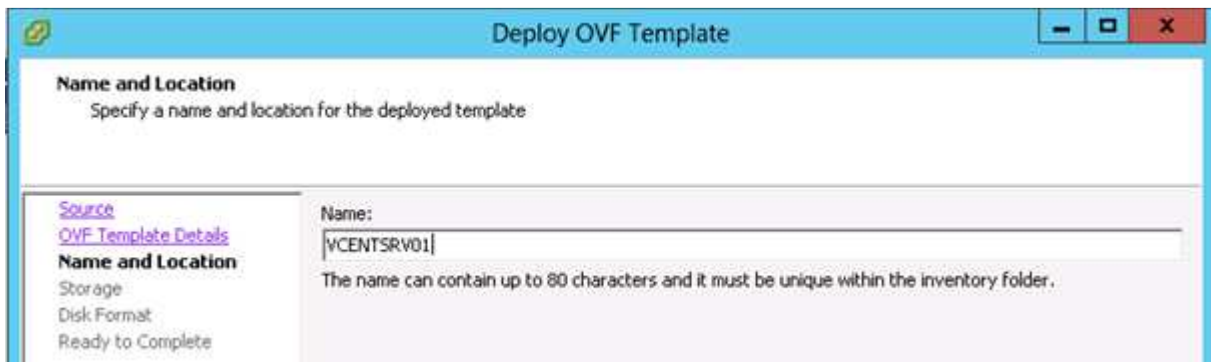 Deploy OVF Template
Name and Location
Specify a name and location for the deployed template
Source
OVF Template Details
Name and Location
Storage
Disk Format
Ready to Complete
Name:
VCENTSRV01
The name can contain up to 80 characters and it must be unique within the inventory folder.